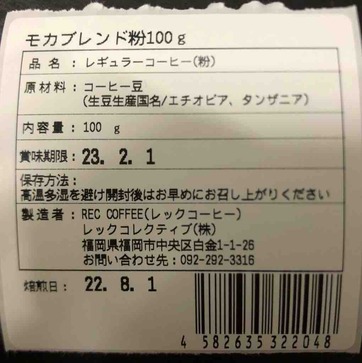 モカブレンド粉100g
品名: レギュラーコーヒー(粉)
原材料: コーヒー豆
(生豆生産国名/エチオピア、タンザニア)
内容量: 100 g
賞味期限: 23. 2. 1
保存方法:
高温多湿を避け開封後はお早めにお召し上がりください
製造者: REC COFFEE(レックコーヒー)
レックコレクティブ(株)
福岡県福岡市中央区白金1-1-26
お問い合わせ先:092-292-3316
焙煎日: 22. 8. 1
4 582635 322048